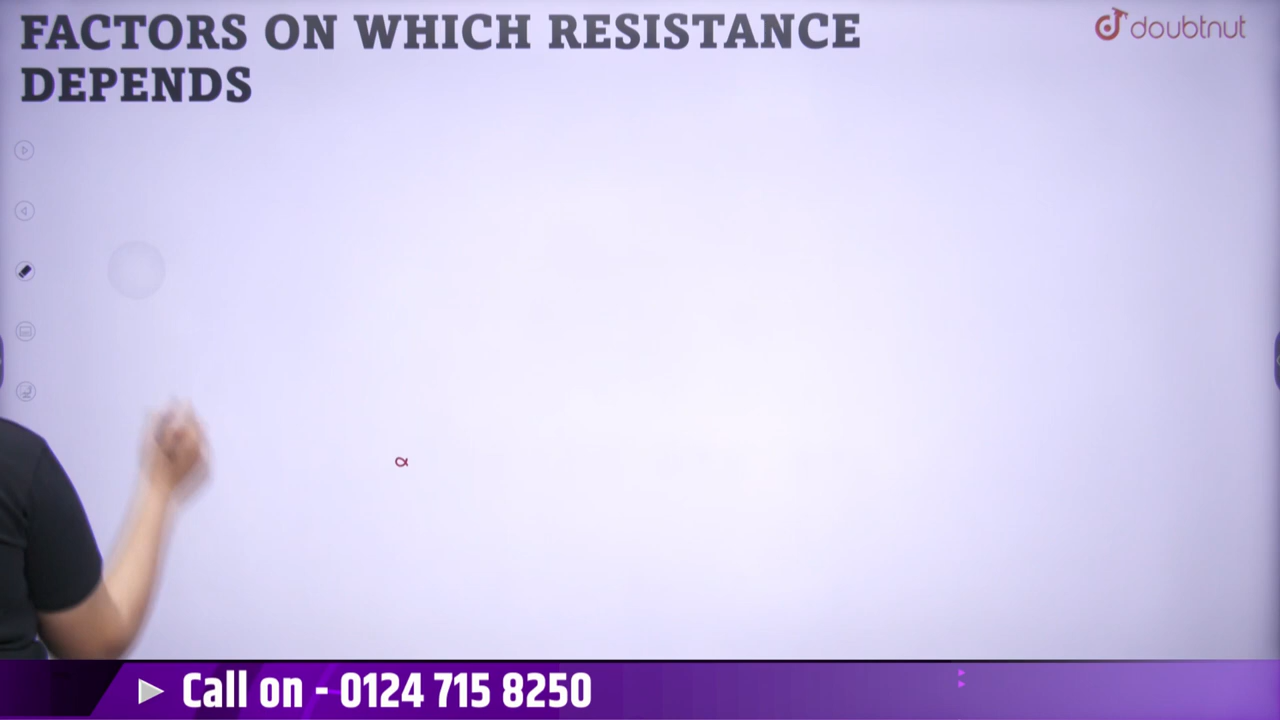 FACTORS ON WHICH RESISTANCE
DEPENDS
doubtnut
α
Call on - 0124 715 8250